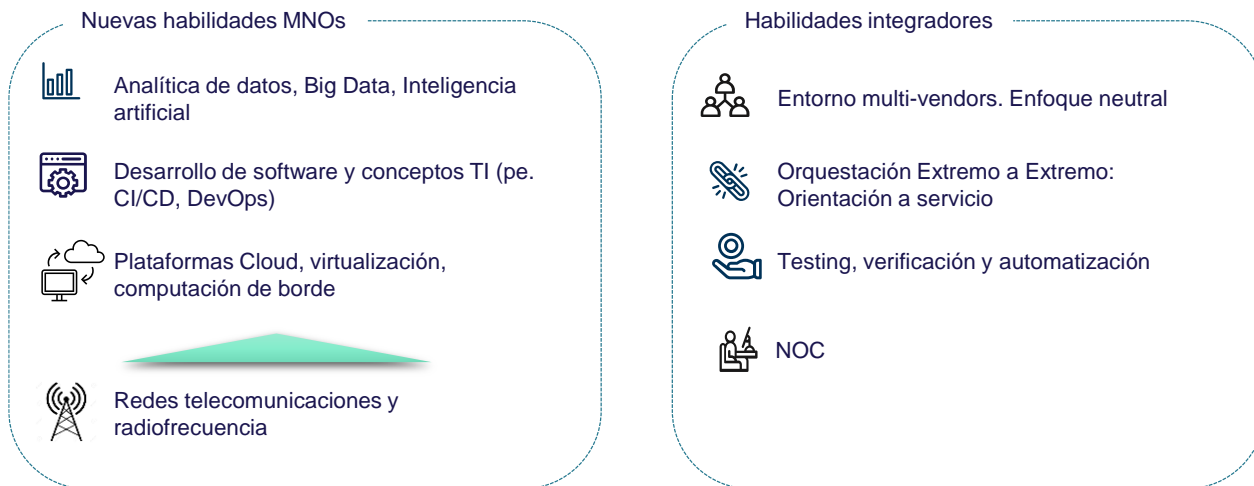 Nuevas habilidades MNOs
Analítica de datos, Big Data, Inteligencia
artificial
Desarrollo de software y conceptos TI (pe.
CI/CD, DevOps)
Plataformas Cloud, virtualización,
computación de borde
Redes telecomunicaciones y
radiofrecuencia
Habilidades integradores
Entorno multi-vendors. Enfoque neutral
Orquestación Extremo a Extremo:
Orientación a servicio
Testing, verificación y automatización
NOC